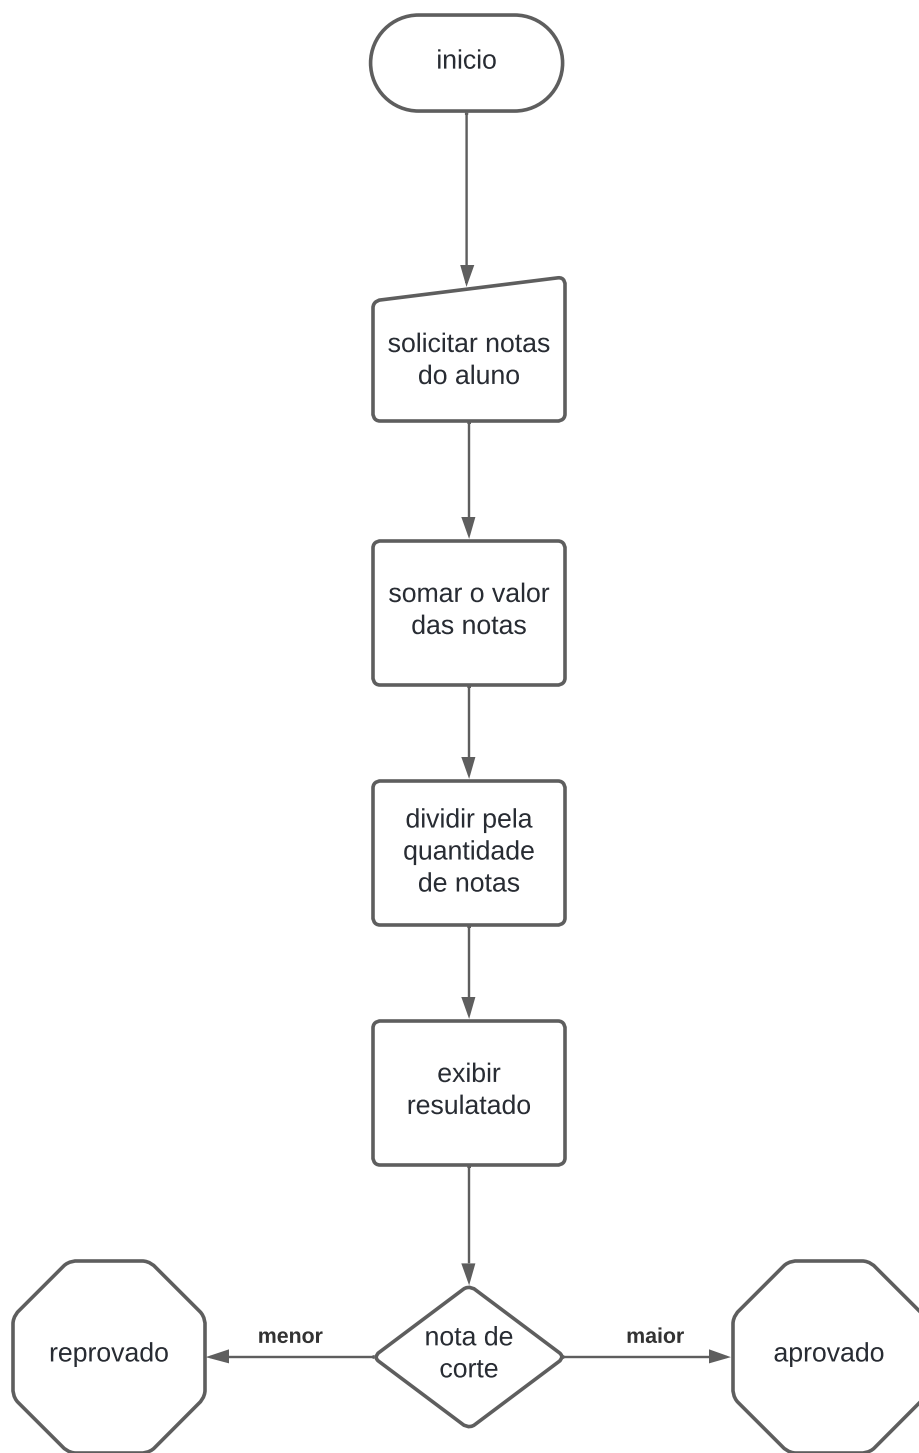 inicio
solicitar notas
do aluno
somar o valor
das notas
dividir pela
quantidade
de notas
exibir
resulatado
nota de
corte
menor
maior
reprovado
aprovado